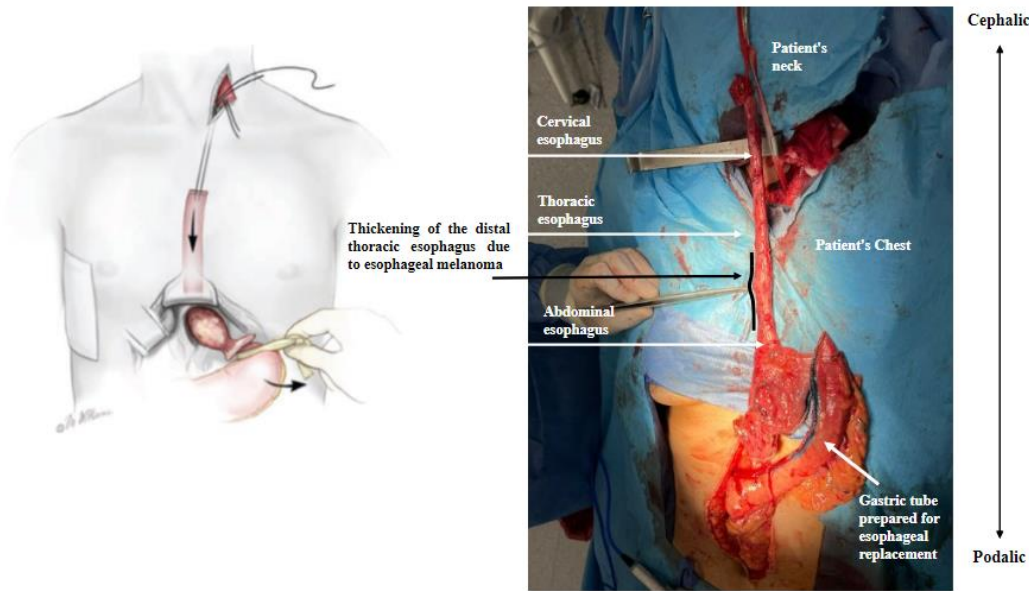 Cephalic
Patient's
neck
Cervical
esophagus
Thoracic
esophagus
Thickening of the distal
thoracic esophagus due
to esophageal melanoma
Patient's Chest
Abdominal
esophagus
Gastric tube
prepared for
esophageal
replacement
Podalic